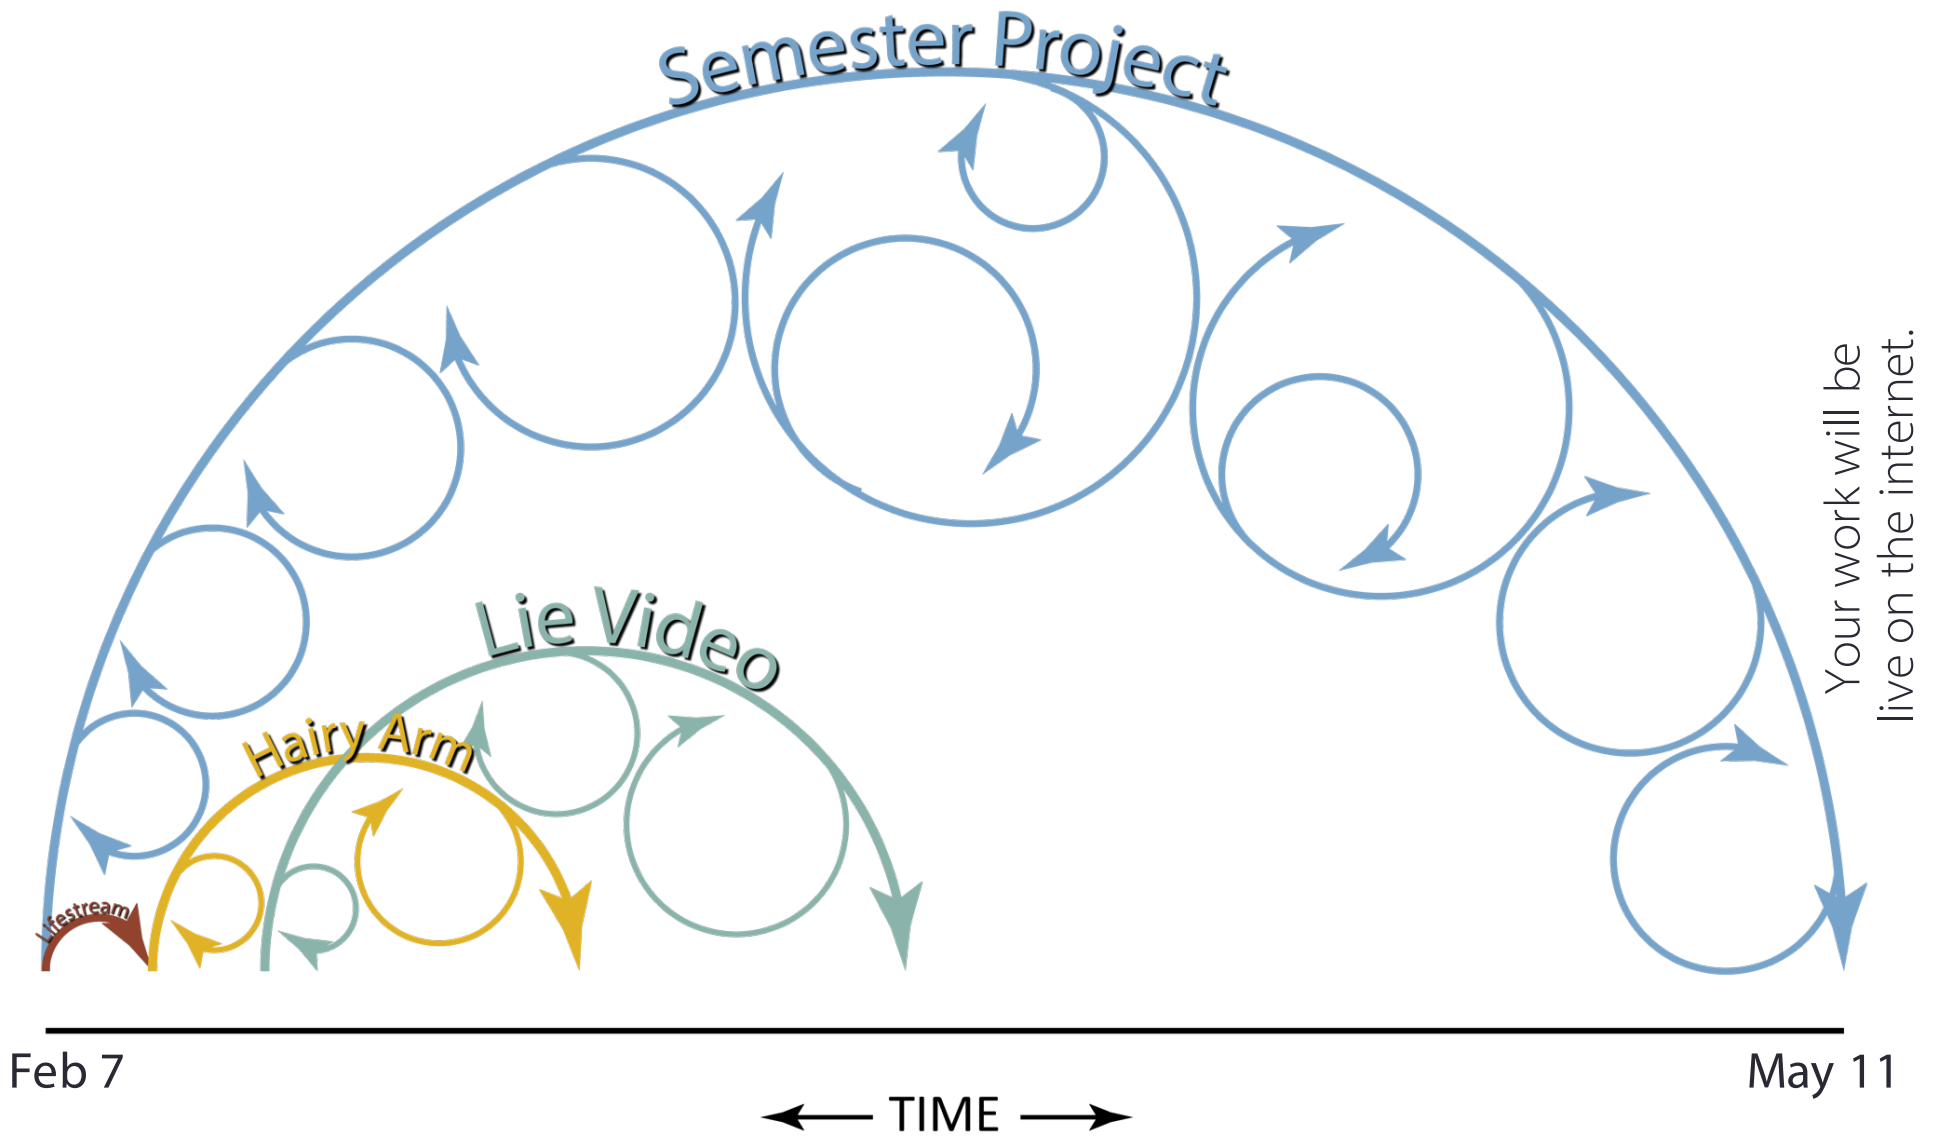 Semester Project
Lie Video
Hairy Arm
Lifestream
Your work will be
live on the internet.
Feb 7
May 11
TIME